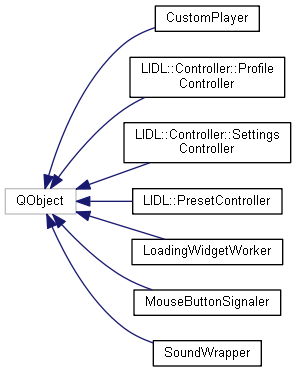 CustomPlayer
LIDL::Controller::Profile
Controller
LIDL::Controller::Settings
Controller
QObject
LIDL::PresetController
LoadingWidgetWorker
MouseButtonSignaler
SoundWrapper